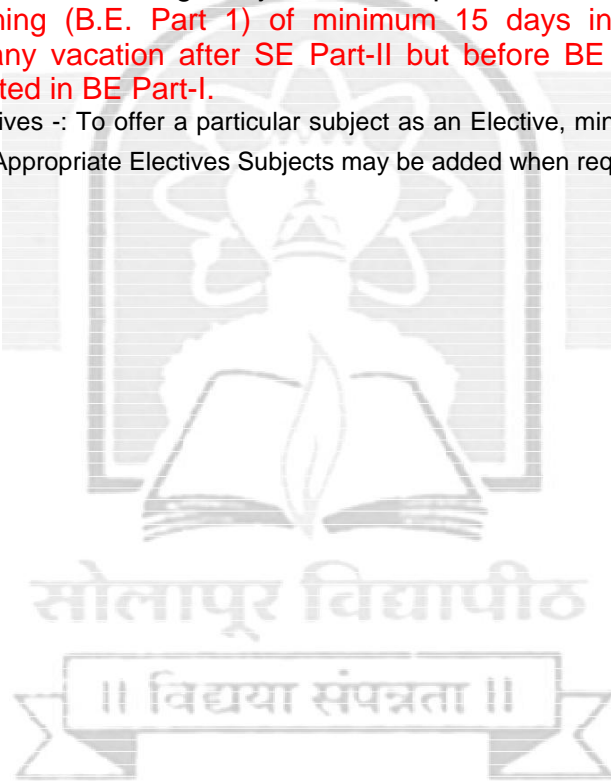 ning (B.E. Part 1) of minimum 15 days in
any vacation after SE Part-II but before BE
ted in BE Part-I.
ives -: To offer a particular subject as an Elective, min
Appropriate Electives Subjects may be added when req
सोलापूर विद्यापीठ
॥ विद्यया संपन्नता ॥